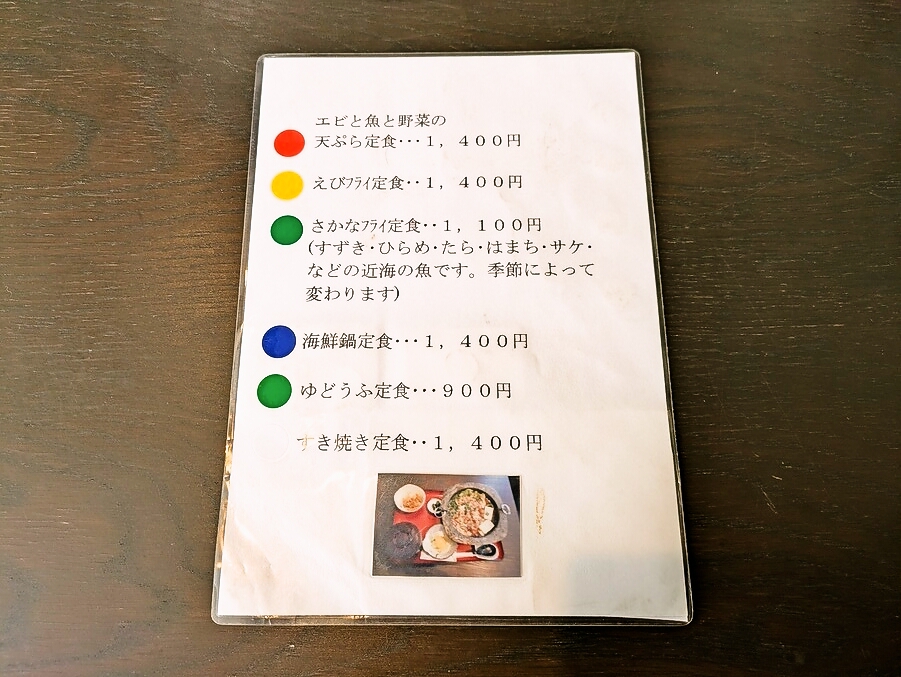 エビと魚と野菜の
天ぷら定食･･･１，４００円
えびﾌﾗｲ定食･･１，４００円
さかなﾌﾗｲ定食･･１，１００円
(すずき･ひらめ･たら･はまち･サケ･
などの近海の魚です。季節によって
変わります)
海鮮鍋定食･･･１，４００円
ゆどうふ定食･･･９００円
すき焼き定食･･１，４００円